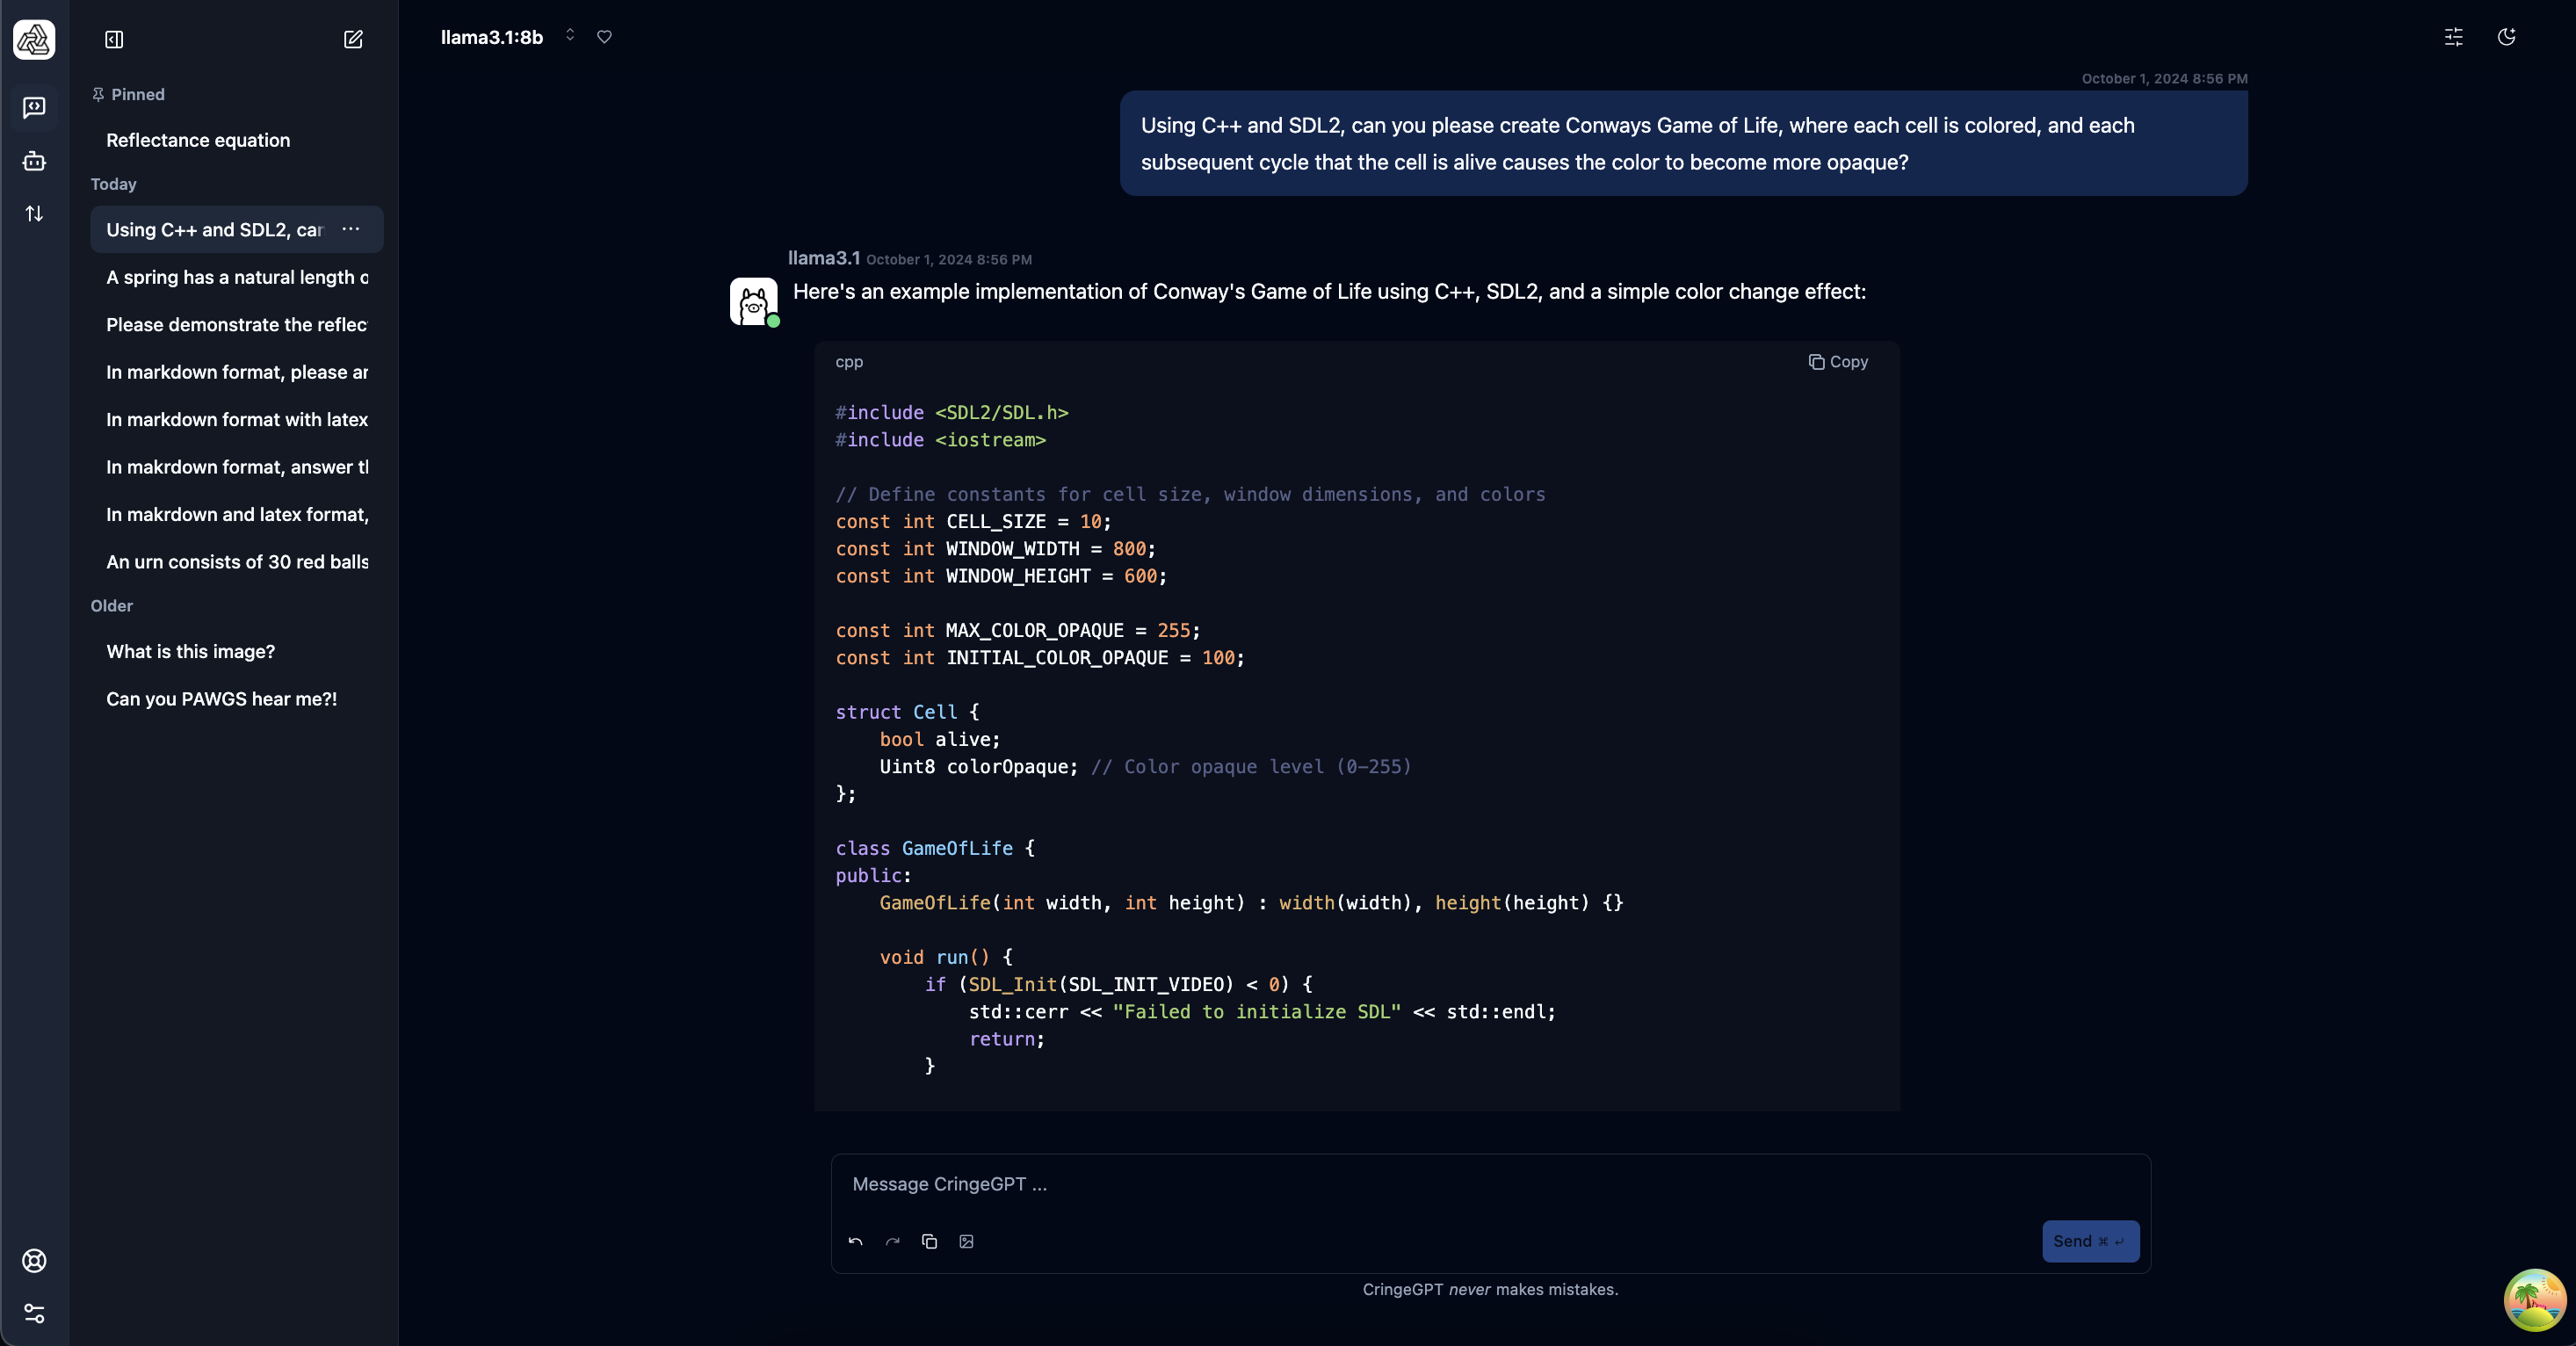 Pinned
Reflectance equation
Today
Using C++ and SDL2, car
A spring has a natural length o
Please demonstrate the reflec
In markdown format, please ar
In markdown format with latex
In makrdown format, answer tl
In makrdown and latex format,
An urn consists of 30 red balls
Older
What is this image?
Can you PAWGS hear me?!
llama3.1:8b
October 1, 2024 8:56 PM
Using C++ and SDL2, can you please create Conways Game of Life, where each cell is colored, and each
subsequent cycle that the cell is alive causes the color to become more opaque?
llama3.1 October 1, 2024 8:56 PM
Here's an example implementation of Conway's Game of Life using C++, SDL2, and a simple color change effect:
cpp
Copy
#include <SDL2/SDL.h>
#include <iostream>
// Define constants for cell size, window dimensions, and colors
const int CELL_SIZE = 10;
const int WINDOW_WIDTH = 800;
const int WINDOW_HEIGHT = 600;
const int MAX_COLOR_OPAQUE = 255;
const int INITIAL_COLOR_OPAQUE = 100;
struct Cell {
    bool alive;
    Uint8 colorOpaque; // Color opaque level (0-255)
};
class GameOfLife {
public:
    GameOfLife(int width, int height) : width(width), height(height) {}
    void run() {
        if (SDL_Init(SDL_INIT_VIDEO) < 0) {
            std::cerr << "Failed to initialize SDL" << std::endl;
            return;
        }
Message CringeGPT ...
Send ⌘ ↵
CringeGPT never makes mistakes.